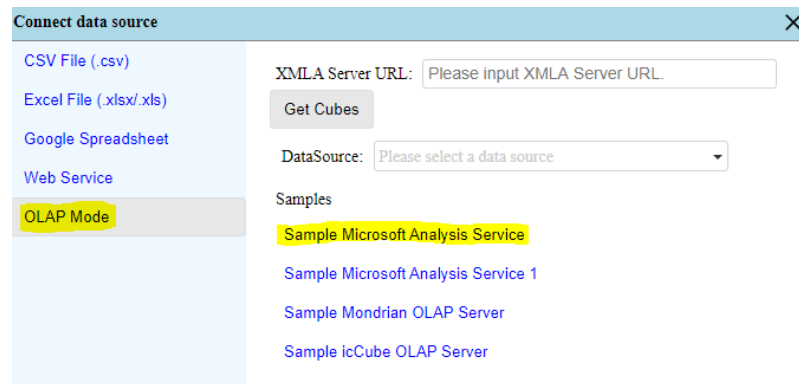 Connect data source
CSV File (.csv)
Excel File (.xlsx/.xls)
Google Spreadsheet
Web Service
OLAP Mode
XMLA Server URL: Please input XMLA Server URL.
Get Cubes
DataSource: Please select a data source
Samples
Sample Microsoft Analysis Service
Sample Microsoft Analysis Service 1
Sample Mondrian OLAP Server
Sample icCube OLAP Server